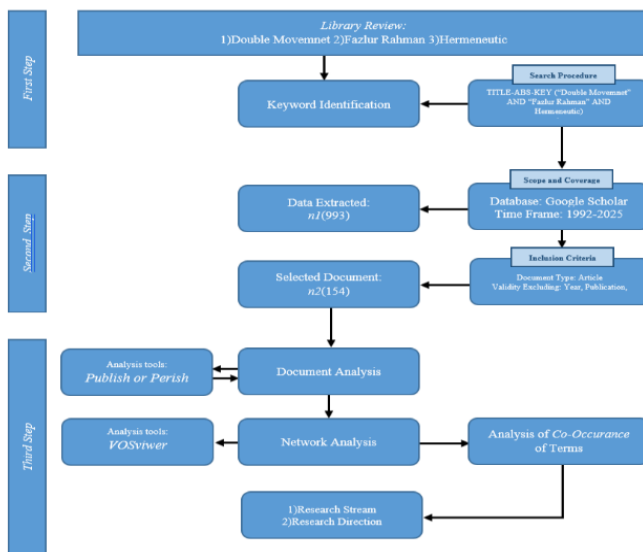 Library Review:
1)Double Movemnet 2)Fazlur Rahman 3)Hermeneutic
First Step
Search Procedure
Keyword Identification
TITLE-ABS-KEY ("Double Movemnet"
AND "Fazlur Rahman" AND
Hermeneutic)
Second Step
Scope and Coverage
Data Extracted:
n1(993)
Database: Google Scholar
Time Frame: 1992-2025
Inclusion Criteria
Selected Document:
n2(154)
Document Type: Article
Validity Excluding: Year, Publication,
Third Step
Analysis tools:
Publish or Perish
Document Analysis
Analysis tools:
VOSviwer
Network Analysis
Analysis of Co-Occurance
of Terms
1)Research Stream
2)Research Direction